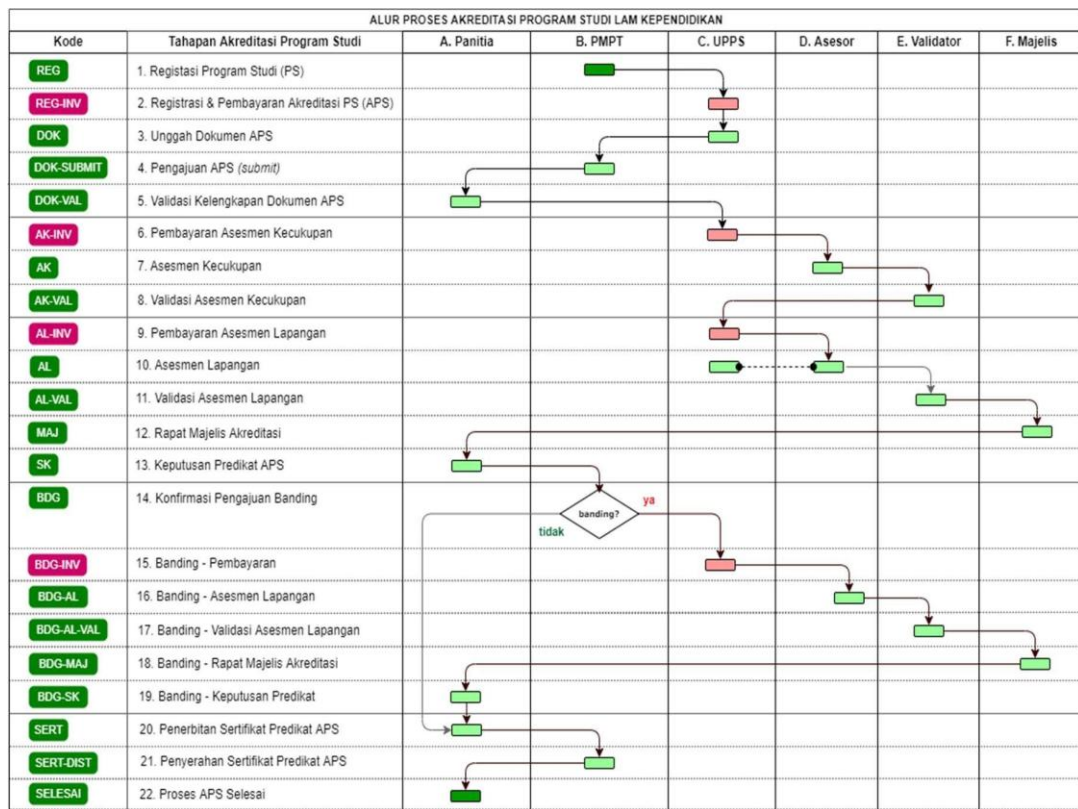 ALUR PROSES AKREDITASI PROGRAM STUDI LAM KEPENDIDIKAN
Kode Tahapan Akreditasi Program Studi A. Panitia B. PMPT C. UPPS D. Asesor E. Validator F. Majelis
REG 1. Registasi Program Studi (PS)
REG-INV 2. Registrasi & Pembayaran Akreditasi PS (APS)
DOK 3. Unggah Dokumen APS
DOK-SUBMIT 4. Pengajuan APS (submit)
DOK-VAL 5. Validasi Kelengkapan Dokumen APS
AK-INV 6. Pembayaran Asesmen Kecukupan
AK 7. Asesmen Kecukupan
AK-VAL 8. Validasi Asesmen Kecukupan
AL-INV 9. Pembayaran Asesmen Lapangan
AL 10. Asesmen Lapangan
AL-VAL 11. Validasi Asesmen Lapangan
MAJ 12. Rapat Majelis Akreditasi
SK 13. Keputusan Predikat APS
BDG 14. Konfirmasi Pengajuan Banding
banding? ya
tidak
BDG-INV 15. Banding - Pembayaran
BDG-AL 16. Banding - Asesmen Lapangan
BDG-AL-VAL 17. Banding - Validasi Asesmen Lapangan
BDG-MAJ 18. Banding - Rapat Majelis Akreditasi
BDG-SK 19. Banding - Keputusan Predikat
SERT 20. Penerbitan Sertifikat Predikat APS
SERT-DIST 21. Penyerahan Sertifikat Predikat APS
SELESAI 22. Proses APS Selesai